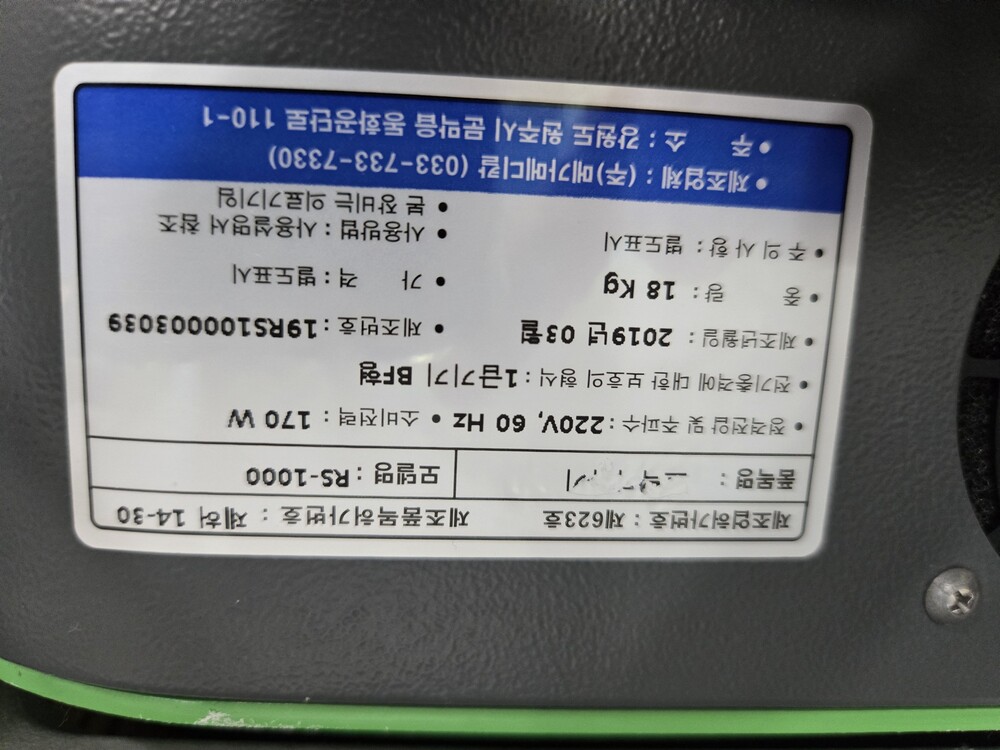 제조업허가번호 : 제623호 제조품목허가번호 : 제허 14-30
품목명 : 모델명 : RS-1000
• 정격전압 및 주파수 : 220V, 60 Hz • 소비전력 : 170 W
• 전기충격에 대한 보호의 형식 : 1급기기 BF형
• 제조년월일 : 2019년 03월 • 제조번호 : 19RS100003039
• 중 량 : 18 Kg • 가 격 : 별도표시
• 주 의 사 항 : 별도표시 • 사용방법 : 사용설명서 참조
• 본 장비는 의료기기임
• 제조업체 : (주)메가메디칼 (033-733-7330)
• 주 소 : 강원도 원주시 문막읍 동화공단로 110-1